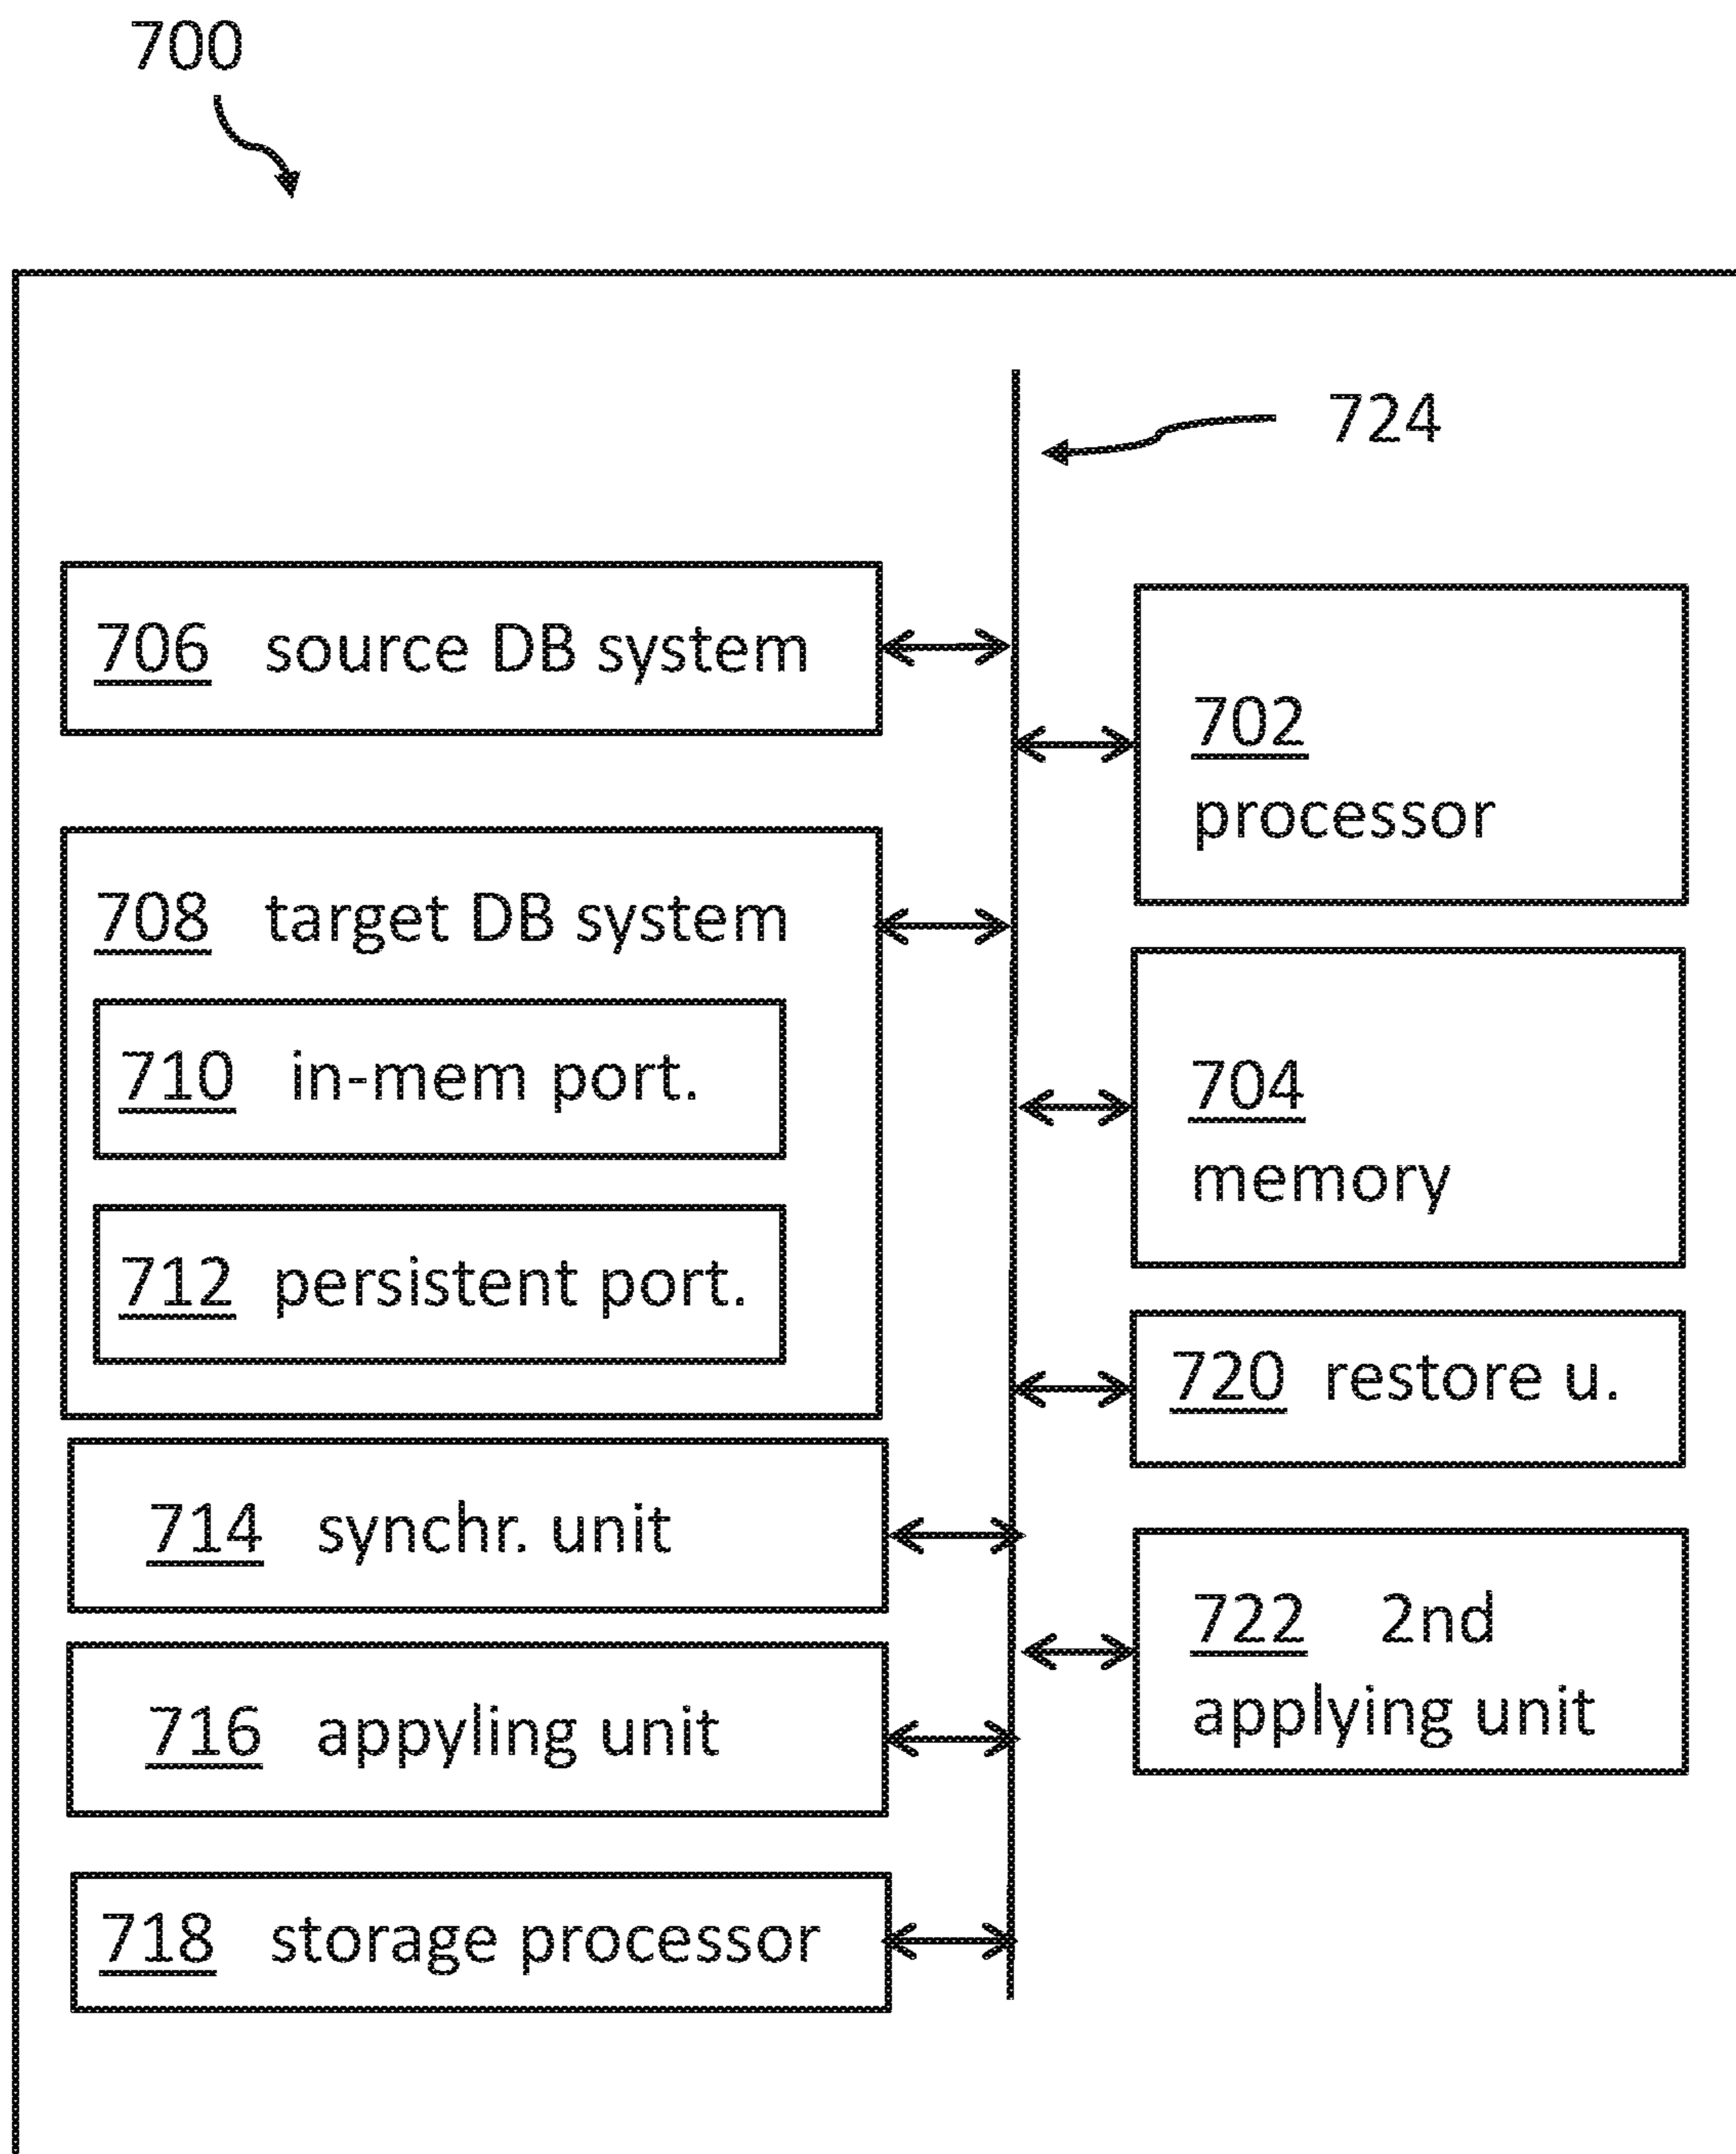 700
724
706 source DB system
708 target DB system
710 in-mem port.
712 persistent port.
714 synchr. unit
716 appyling unit
718 storage processor
702
processor
704
memory
720 restore u.
722 2nd
applying unit